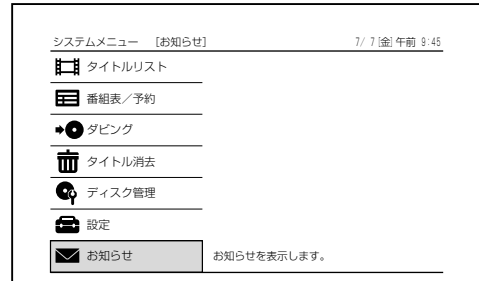 システムメニュー [お知らせ] 7/ 7[金]午前 9:45
タイトルリスト
番組表／予約
ダビング
タイトル消去
ディスク管理
設定
お知らせ お知らせを表示します。